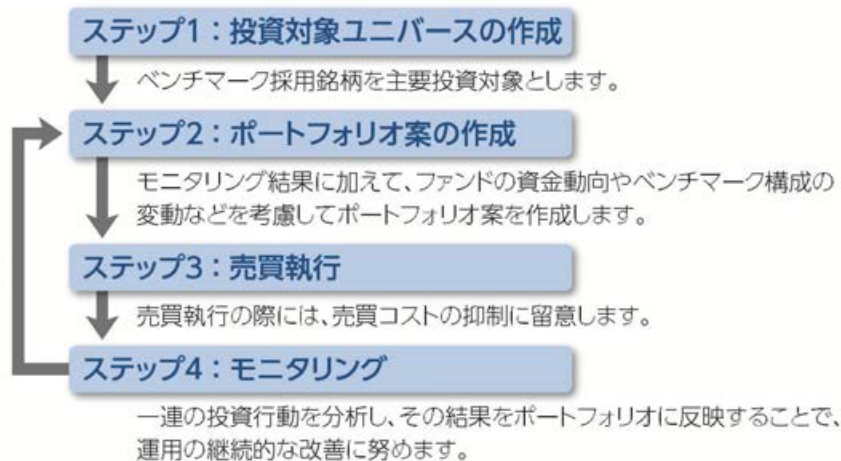 ステップ1：投資対象ユニバースの作成
ベンチマーク採用銘柄を主要投資対象とします。
ステップ2：ポートフォリオ案の作成
モニタリング結果に加えて、ファンドの資金動向やベンチマーク構成の
変動などを考慮してポートフォリオ案を作成します。
ステップ3：売買執行
売買執行の際には、売買コストの抑制に留意します。
ステップ4：モニタリング
一連の投資行動を分析し、その結果をポートフォリオに反映することで、
運用の継続的な改善に努めます。